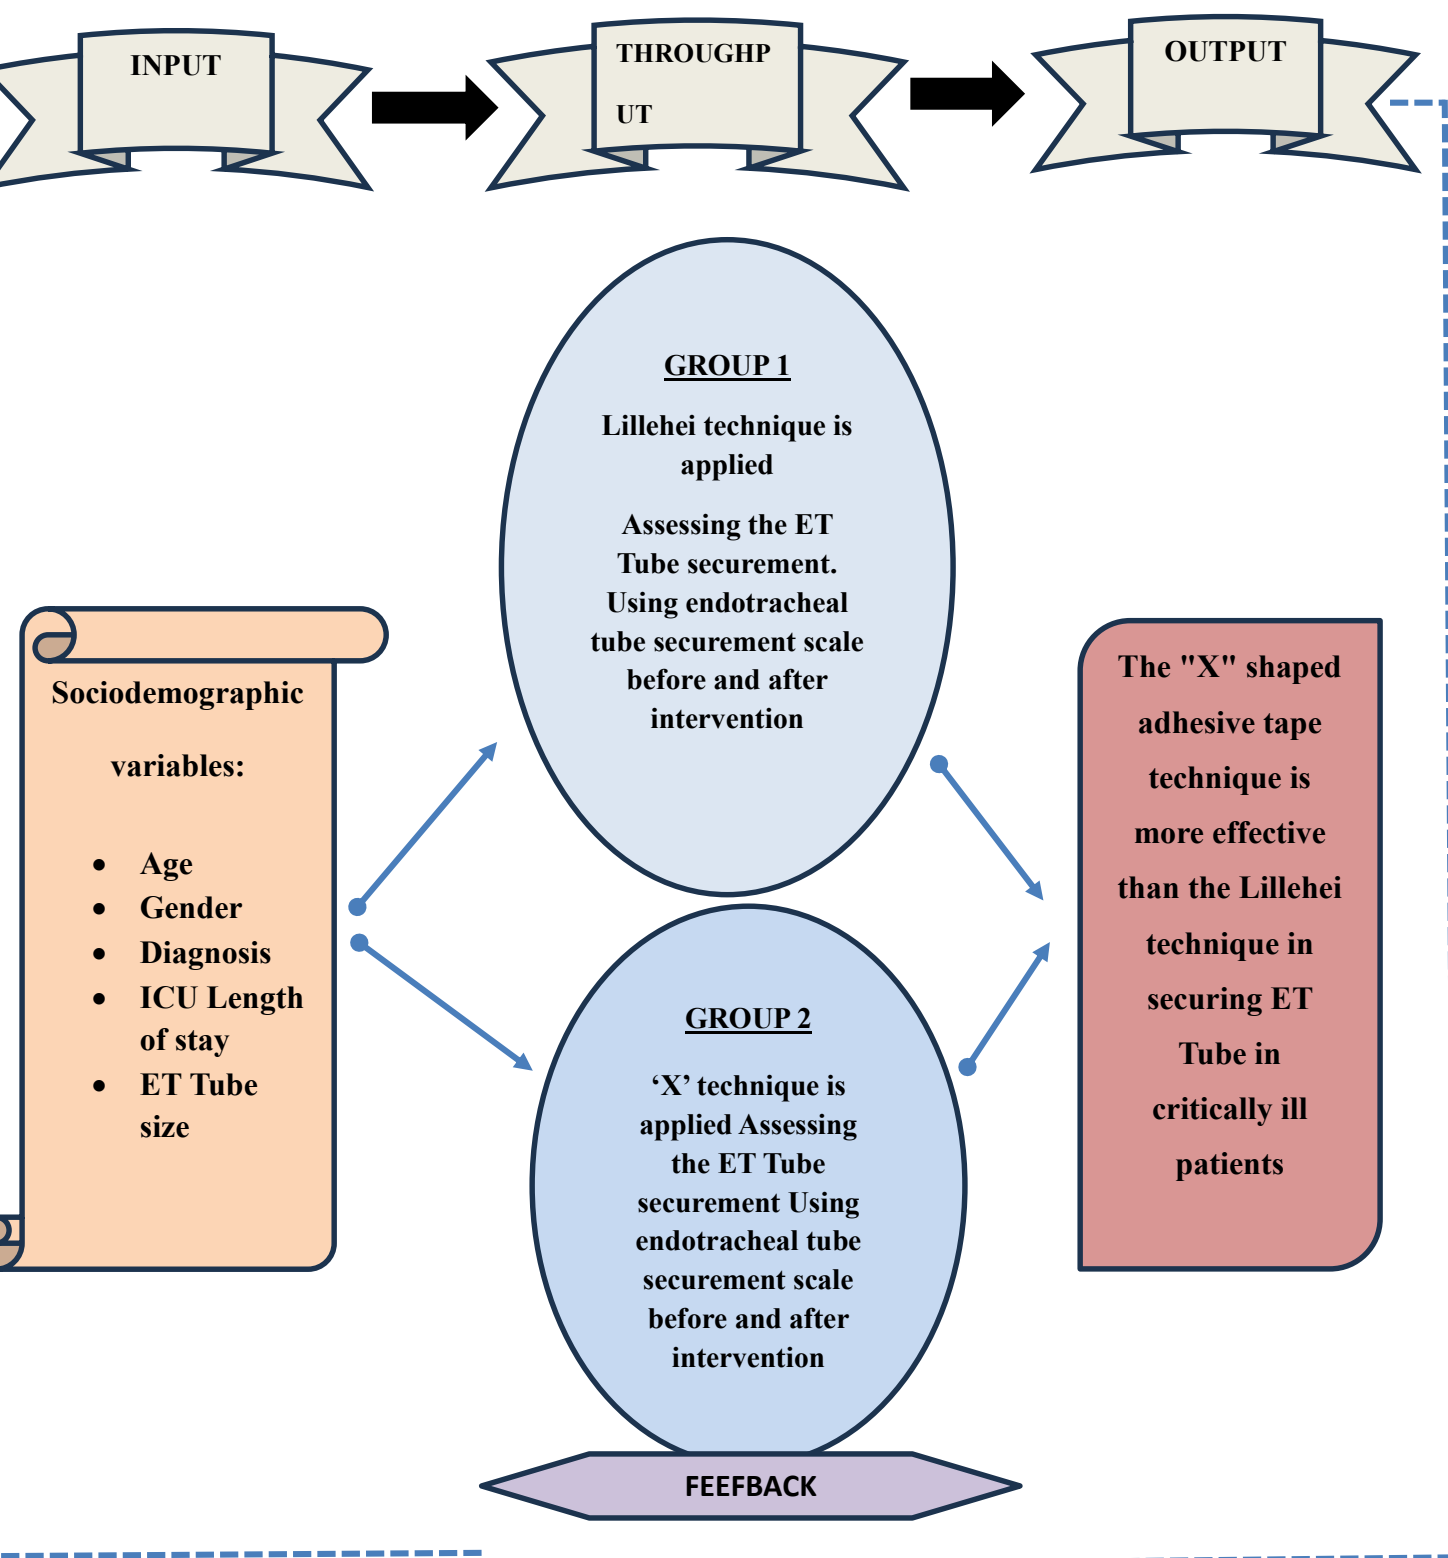 INPUT
THROUGHP
UT
OUTPUT
GROUP 1
Lillehei technique is
applied
Assessing the ET
Tube securement.
Using endotracheal
tube securement scale
before and after
intervention
Sociodemographic
variables:
• Age
• Gender
• Diagnosis
• ICU Length
of stay
• ET Tube
size
GROUP 2
‘X’ technique is
applied Assessing
the ET Tube
securement Using
endotracheal tube
securement scale
before and after
intervention
The "X" shaped
adhesive tape
technique is
more effective
than the Lillehei
technique in
securing ET
Tube in
critically ill
patients
FEEFBACK